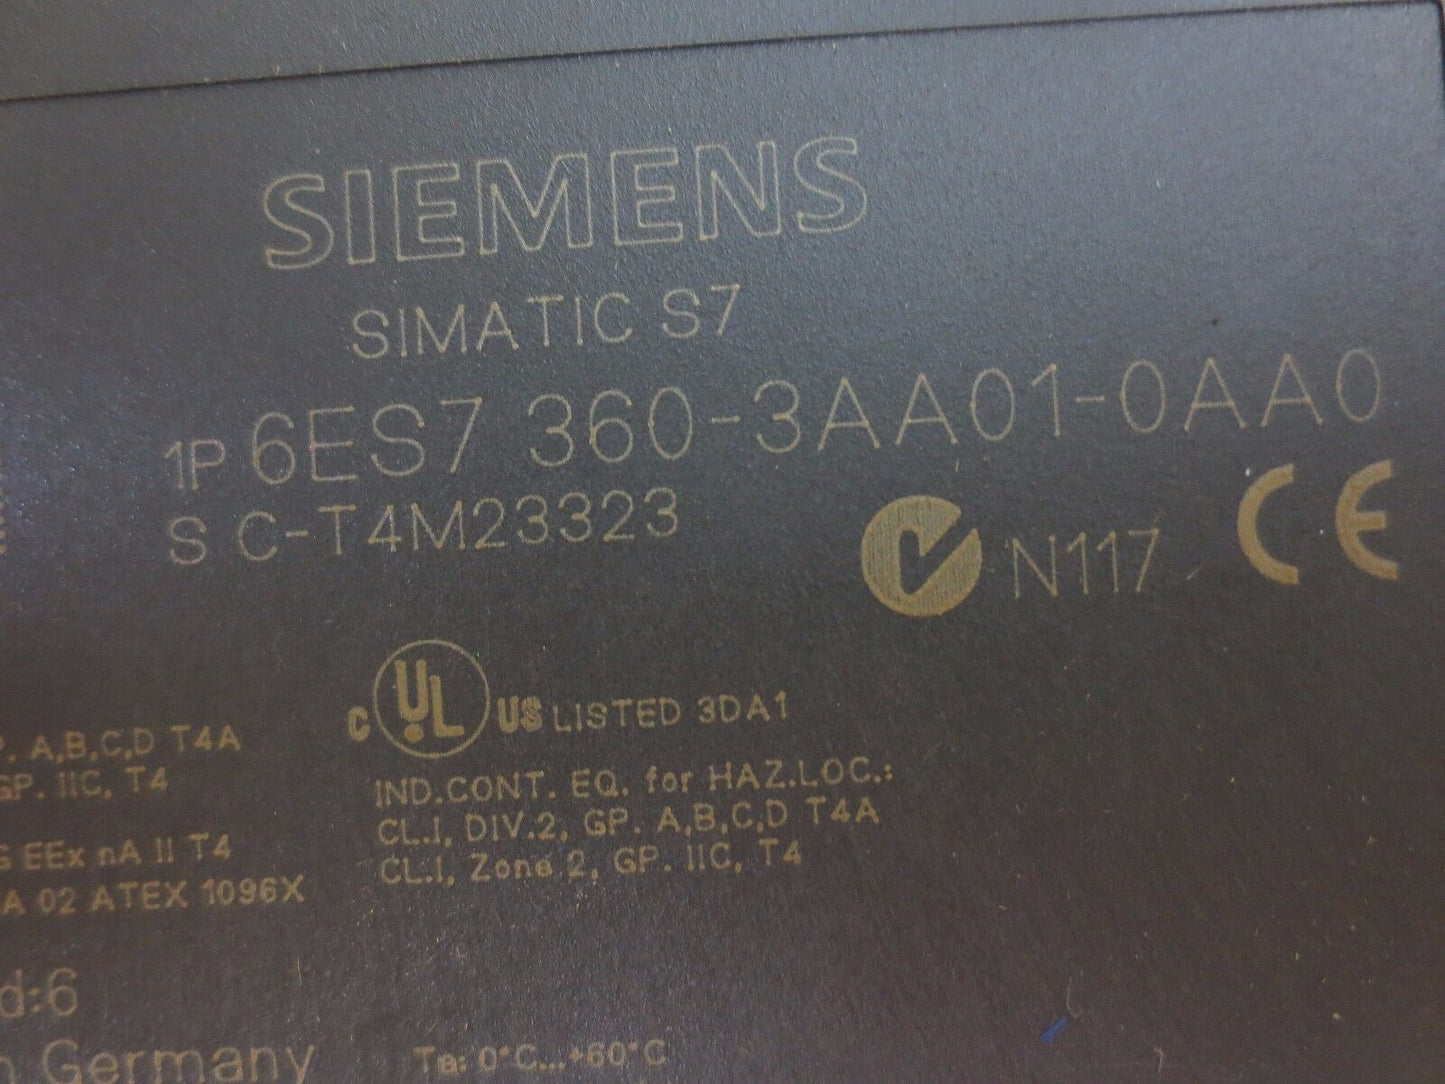 SIEMENS
SIMATIC S7
1P 6ES7 360-3AA01-0AA0
S C-T4M23323
N117 CE
c UL US LISTED 3DA1
A,B,C,D T4A
GP. IIC, T4
IND.CONT. EQ. for HAZ.LOC.:
CL.I, DIV.2, GP. A,B,C,D T4A
CL.I, Zone 2, GP. IIC, T4
EEx nA II T4
A 02 ATEX 1096X
d:6
Germany
Ta: 0°C...+60°C